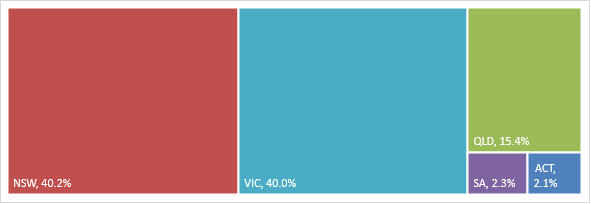 NSW, 40.2%
VIC, 40.0%
QLD, 15.4%
SA, 2.3%
ACT,
2.1%